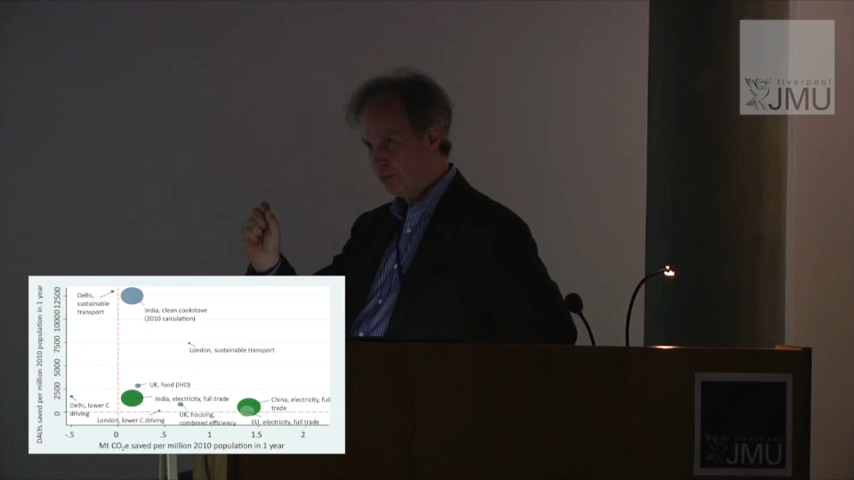 liverpool
JMU
Delhi,
sustainable
transport
India, clean cookstove
(2010 calculation)
London, sustainable transport
UK, food (IHD)
India, electricity, full trade
China, electricity, full
trade
Delhi, lower C
driving
London, lower C driving
UK, housing,
combined efficiency
EU, electricity, full trade
DALYs saved per million 2010 population in 1 year
0
2500
5000
7500
10000
12500
-.5
0
.5
1
1.5
2
Mt CO2e saved per million 2010 population in 1 year
liverpool
JMU